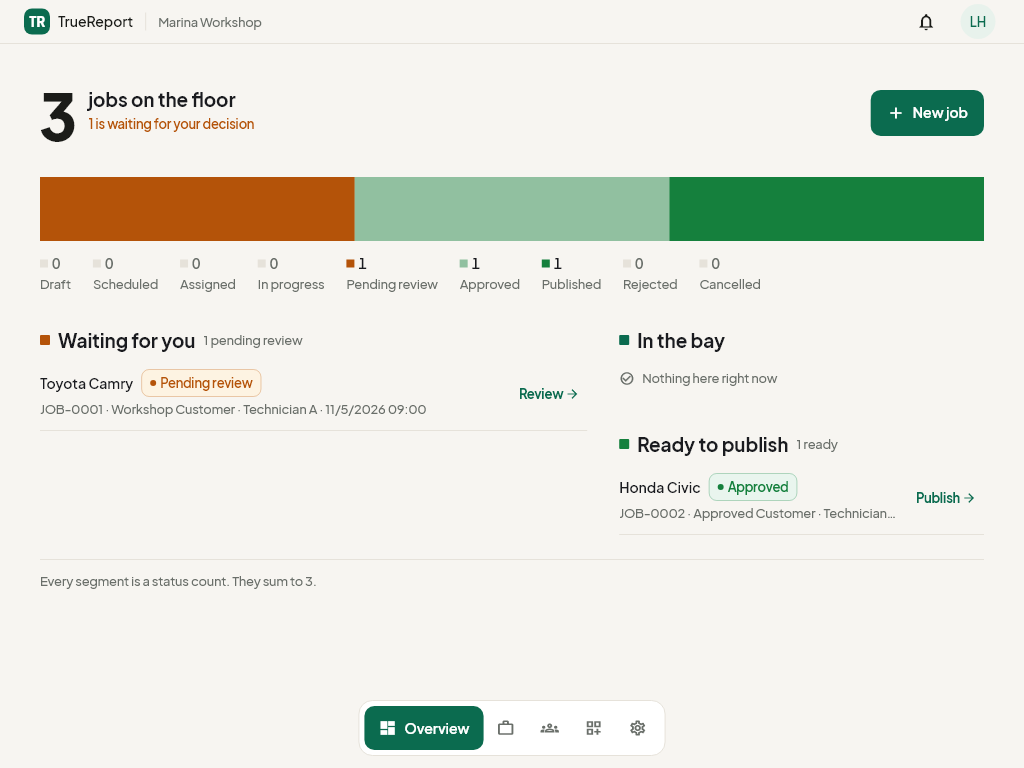 TR TrueReport Marina Workshop LH
3 jobs on the floor
1 is waiting for your decision
New job
0 0 0 0 1 1 1 0 0
Draft Scheduled Assigned In progress Pending review Approved Published Rejected Cancelled
Waiting for you 1 pending review
Toyota Camry Pending review
JOB-0001 · Workshop Customer · Technician A · 11/5/2026 09:00
Review →
In the bay
Nothing here right now
Ready to publish 1 ready
Honda Civic Approved
JOB-0002 · Approved Customer · Technician...
Publish →
Every segment is a status count. They sum to 3.
Overview